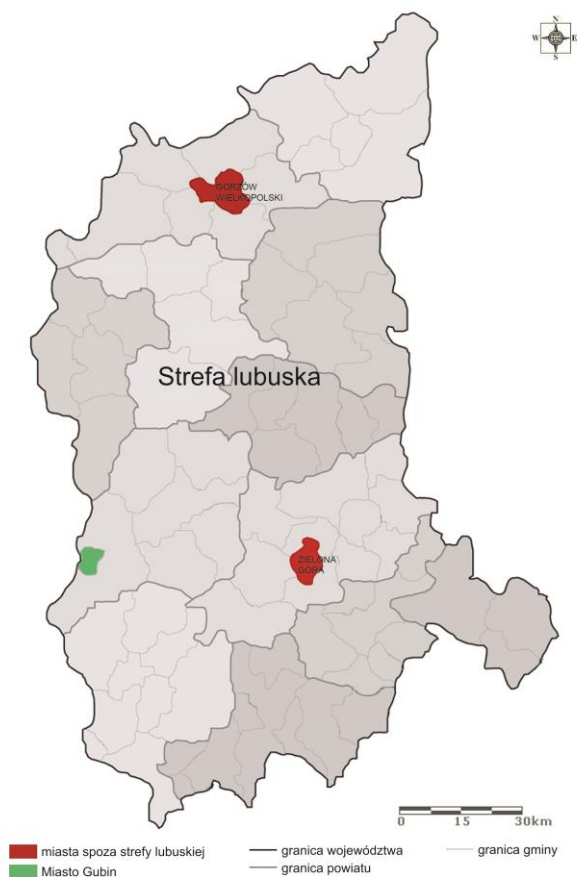 N
W E
S
GORZÓW
WIELKOPOLSKI
Strefa lubuska
ZIELONA
GÓRA
0 15 30km
miasta spoza strefy lubuskiej
granica województwa
granica gminy
Miasto Gubin
granica powiatu